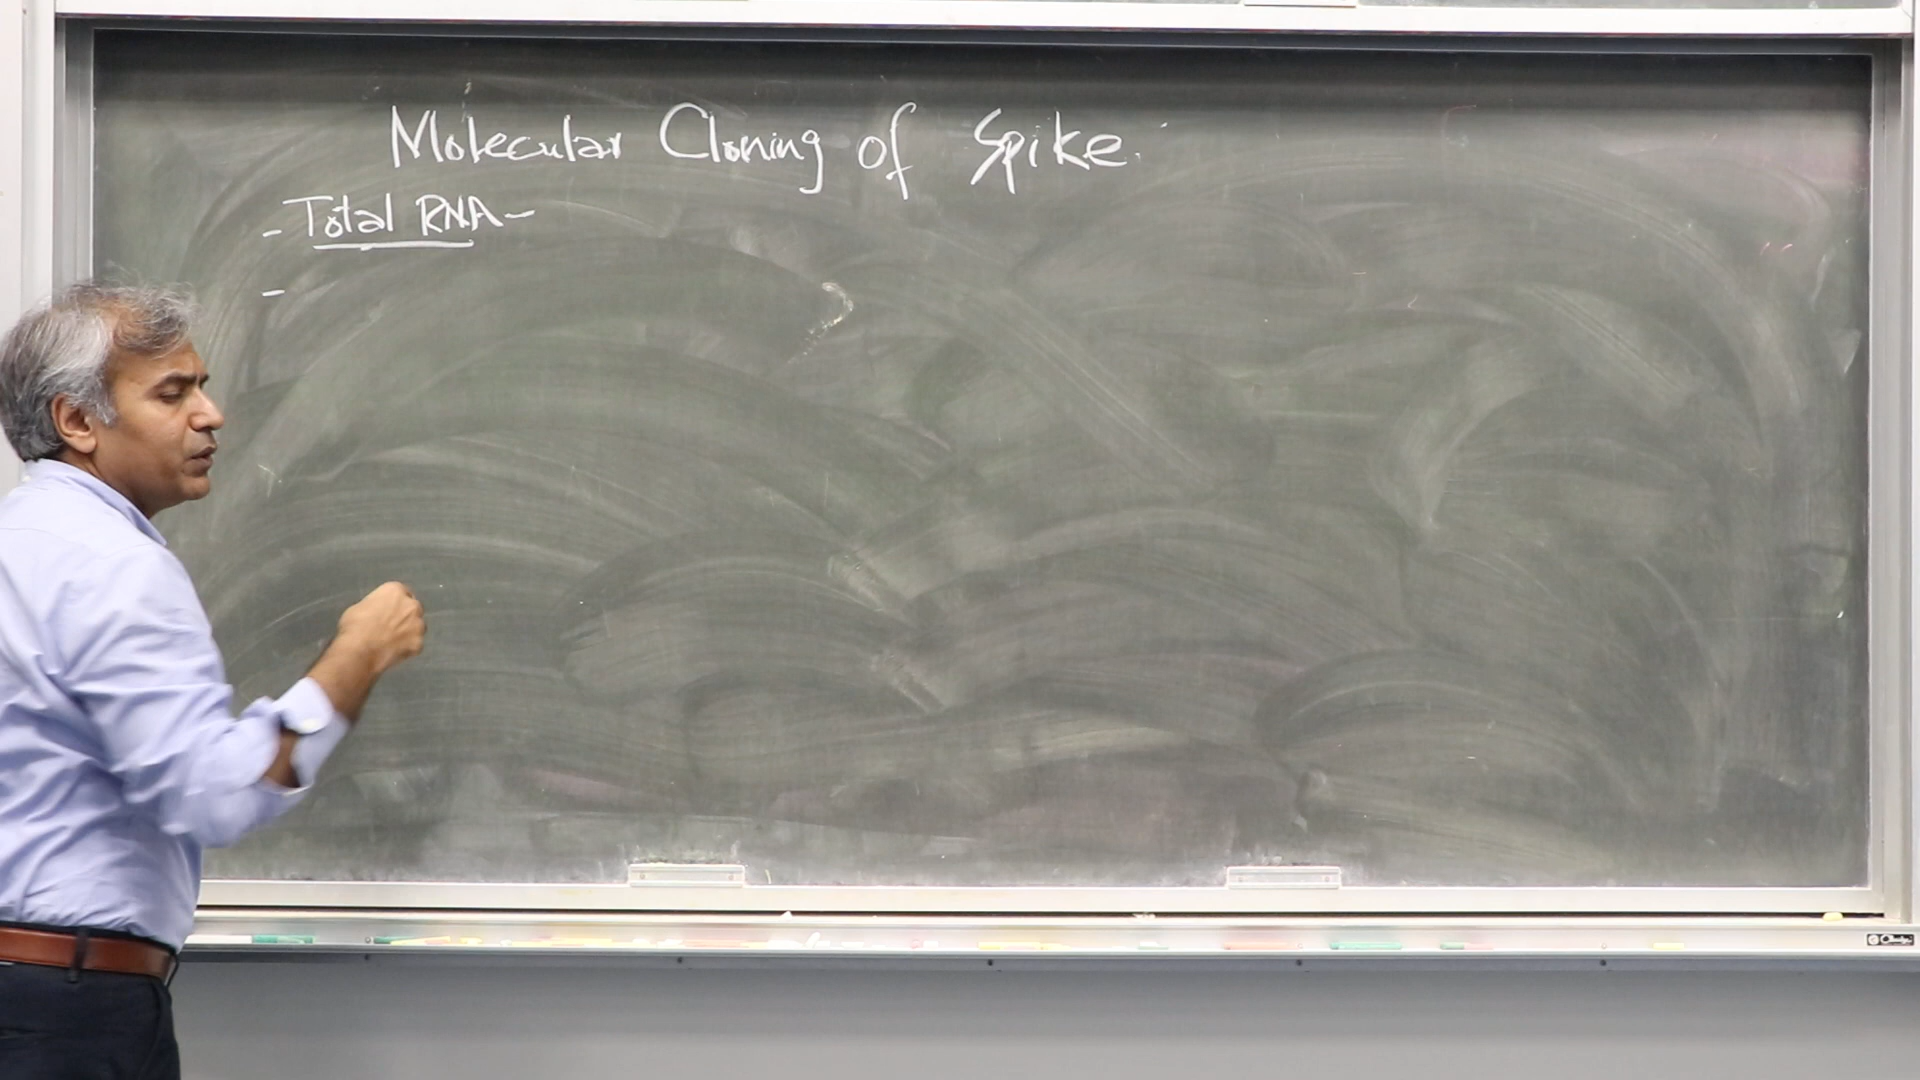 Molecular Cloning of Spike.
- Total RNA -
-